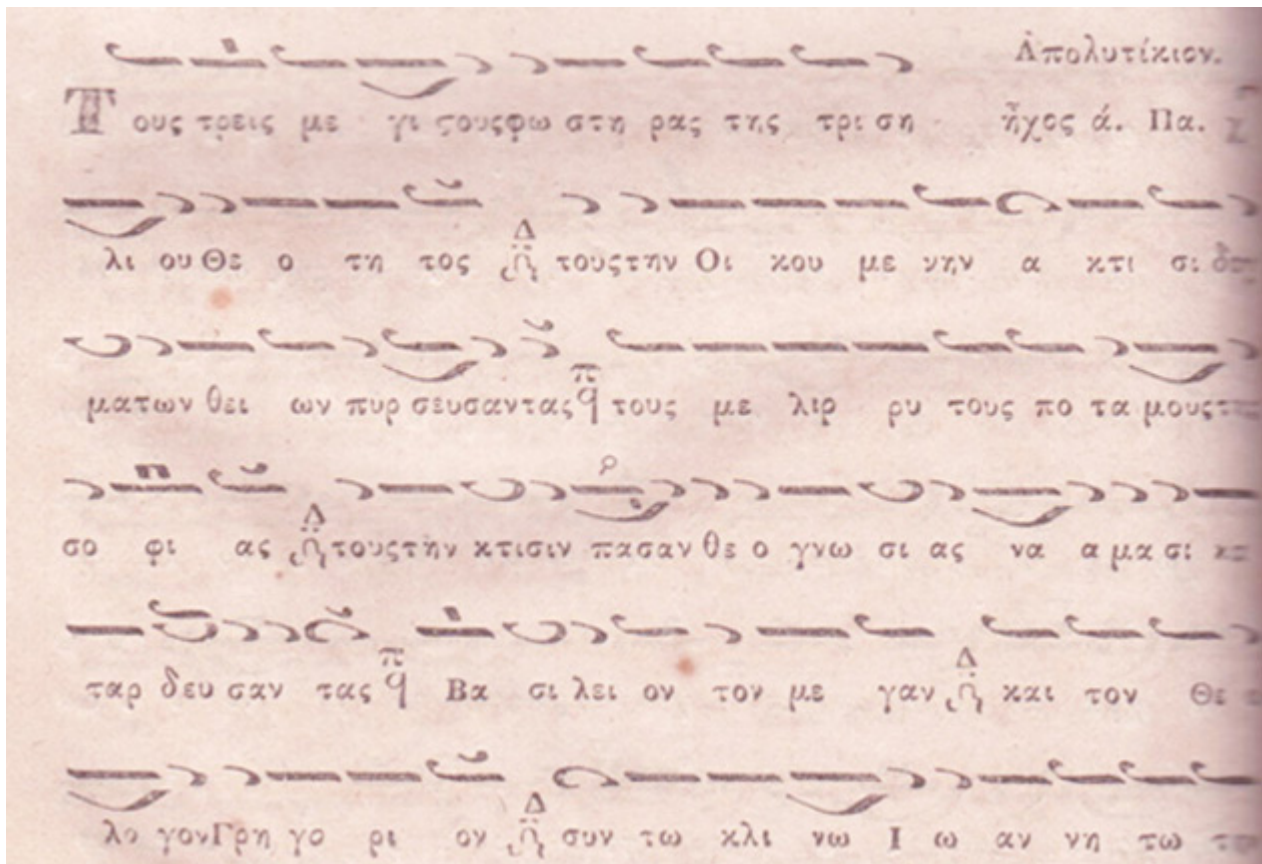 Ἀπολυτίκιον.
Τους τρεις με γι τους φω στη ρας της τρι ση ἦχος ά. Πα.
λι ου Θε ο τη τος Δ τους την Οι κου με νην α κτι σι
ματων θει ων πυρ σευσαντας π q τους με λιρ ρυ τους πο τα μους
σο φι ας Δ τους την κτισιν πασαν θε ο γνω σι ας να α μα σι
ταρ δευ σαν τας π q Βα σι λει ον τον με γαν Δ και τον Θε
λο γον Γρη γο ρι ον Δ συν τω κλι νω Ι ω αν νη τω